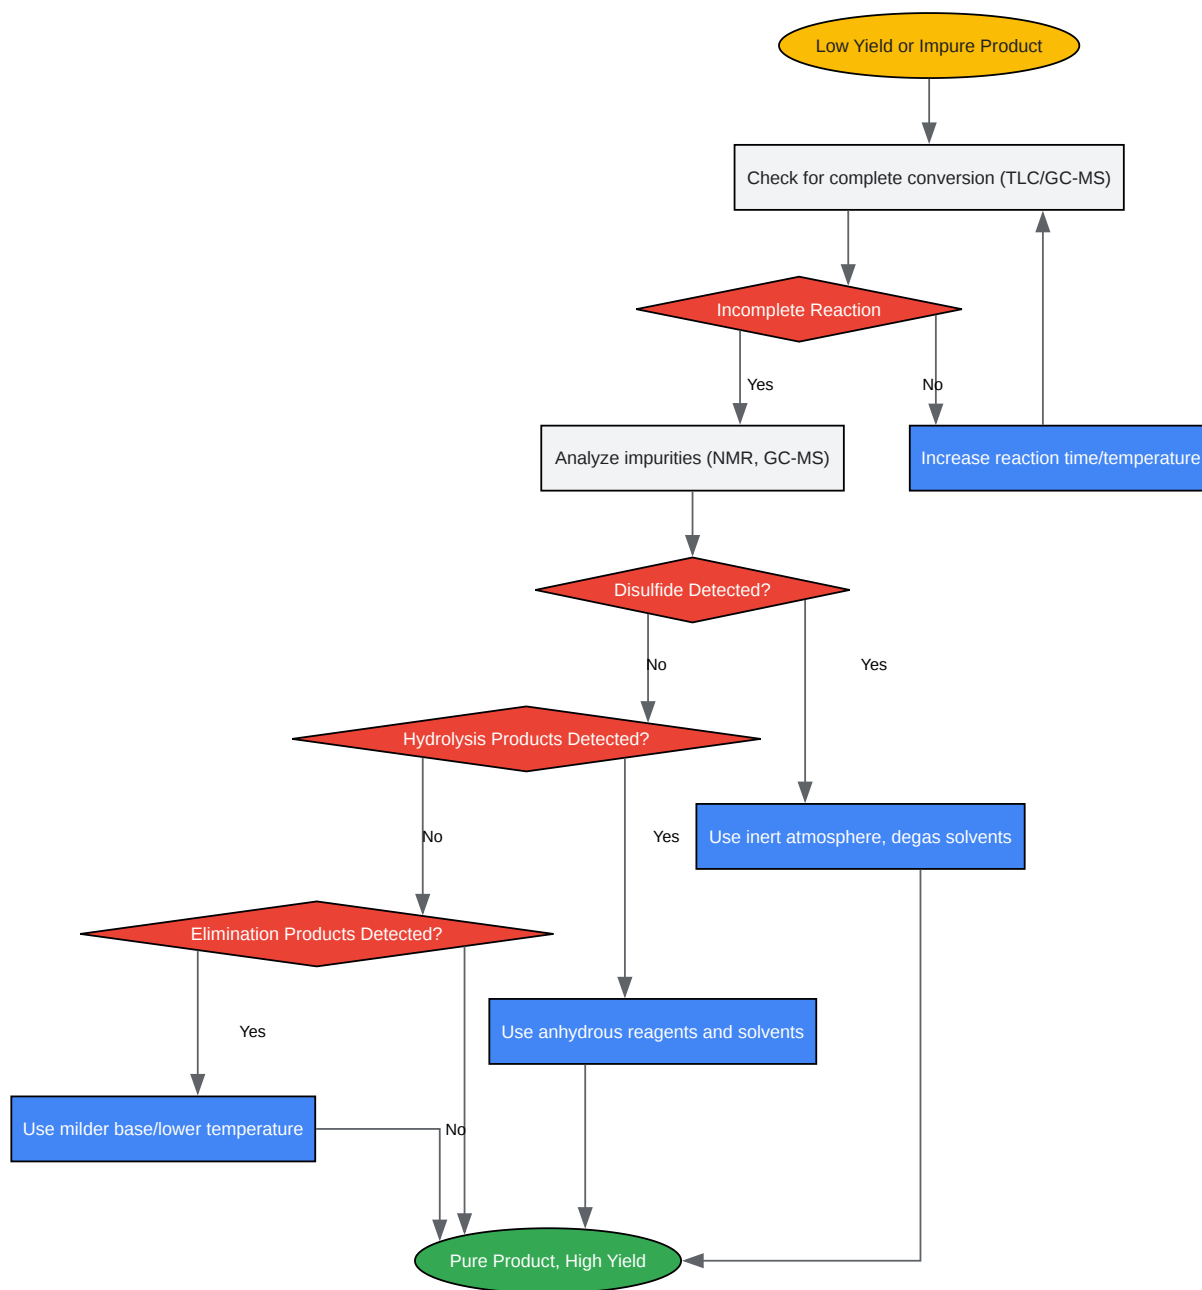 Low Yield or Impure Product
Check for complete conversion (TLC/GC-MS)
Incomplete Reaction
Yes
No
Analyze impurities (NMR, GC-MS)
Increase reaction time/temperature
Disulfide Detected?
No
Yes
Hydrolysis Products Detected?
No
Yes
Use inert atmosphere, degas solvents
Elimination Products Detected?
Yes
Use anhydrous reagents and solvents
Use milder base/lower temperature
No
Pure Product, High Yield